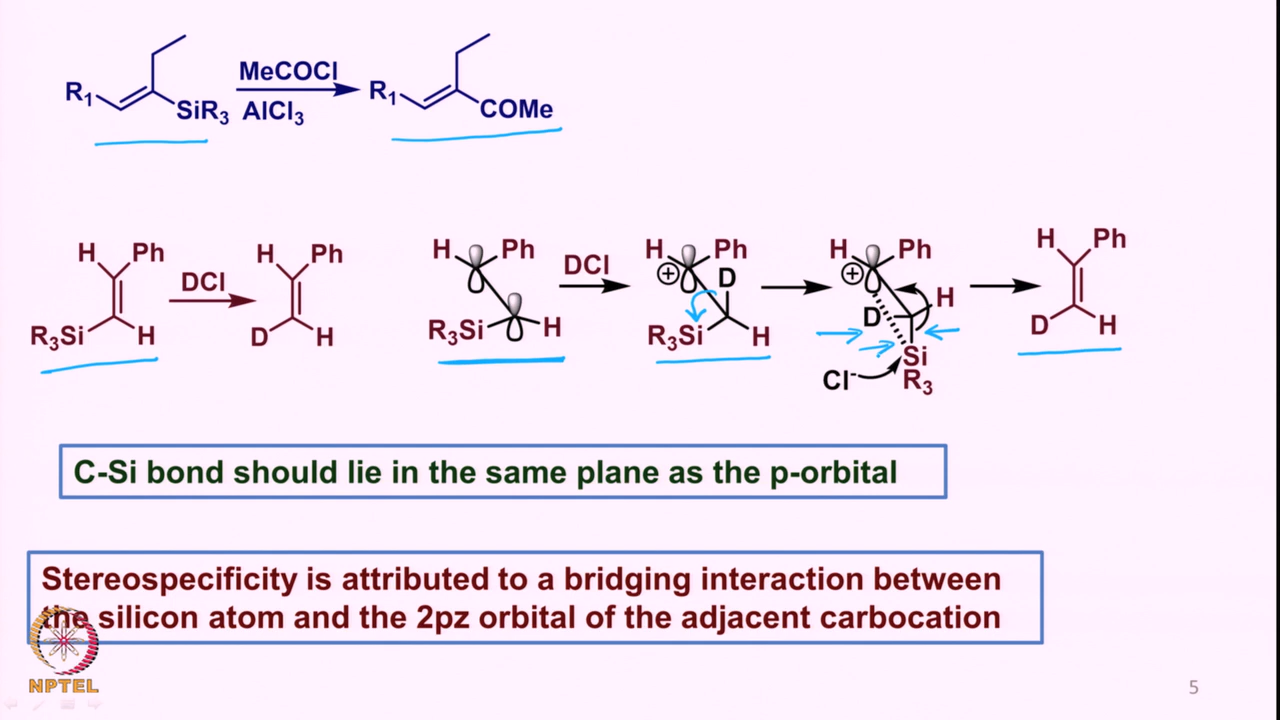 R₁ SiR₃ MeCOCl AlCl₃ R₁ COMe
H Ph R₃Si H DCl H Ph D H
H Ph R₃Si H DCl H Ph ⊕ D R₃Si H
H Ph ⊕ D H Si R₃ Cl⁻ H Ph D H
C-Si bond should lie in the same plane as the p-orbital
Stereospecificity is attributed to a bridging interaction between
the silicon atom and the 2pz orbital of the adjacent carbocation
NPTEL
5